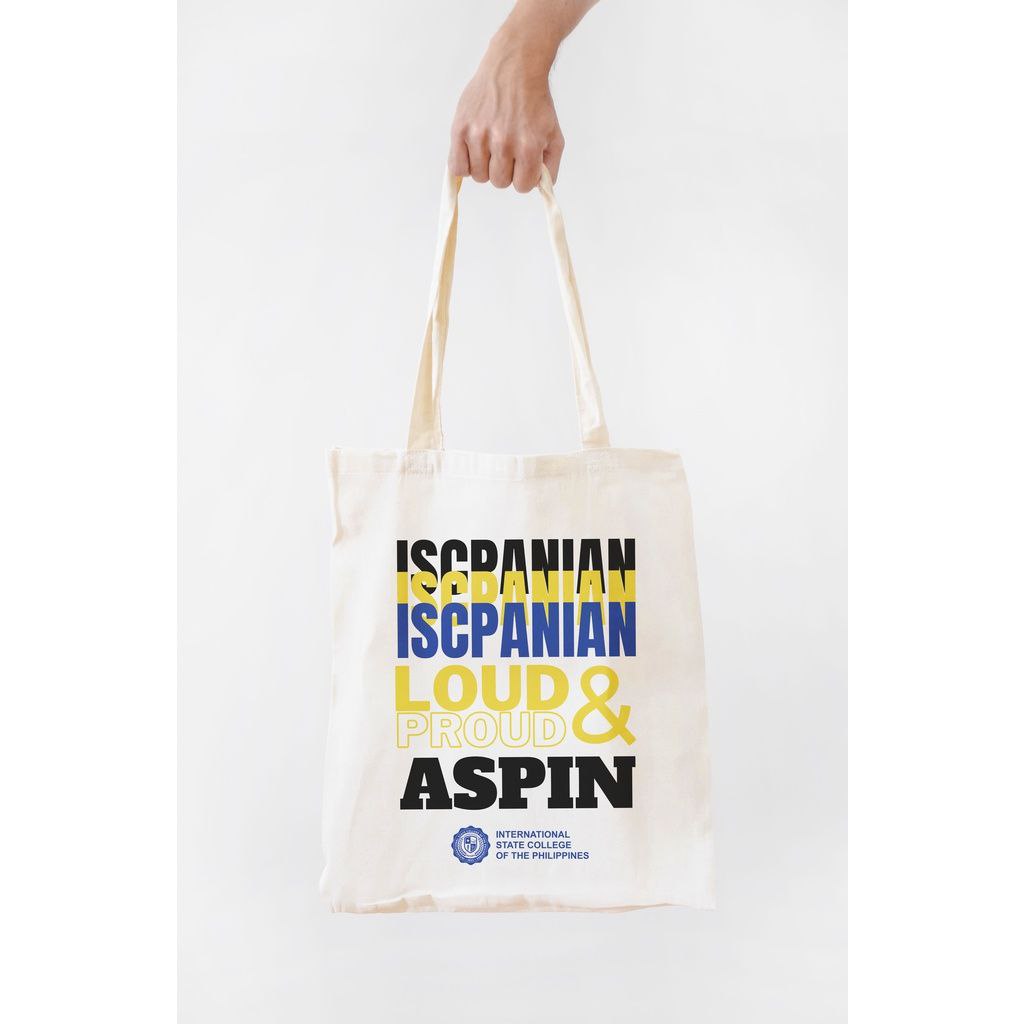 ISCPANIAN
ISCPANIAN
ISCPANIAN
LOUD &
PROUD
ASPIN
INTERNATIONAL
STATE COLLEGE
OF THE PHILIPPINES